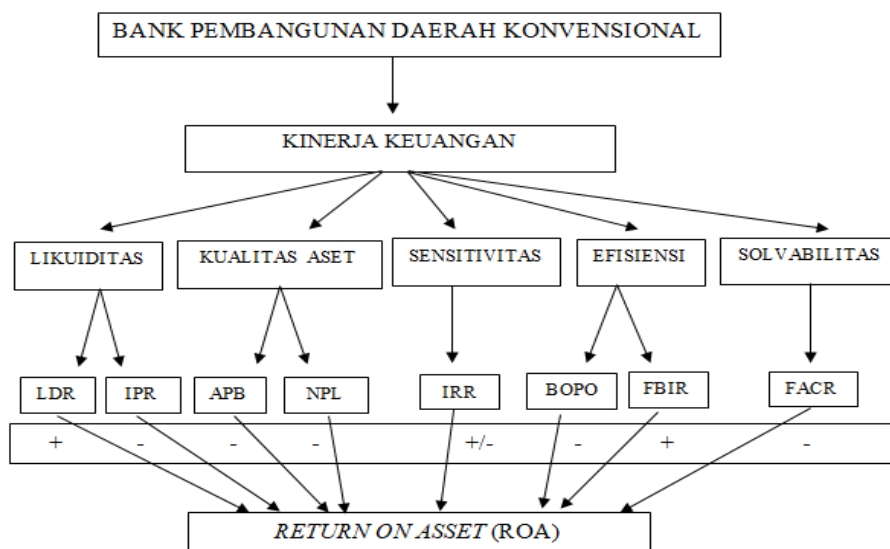 BANK PEMBANGUNAN DAERAH KONVENSIONAL
KINERJA KEUANGAN
LIKUIDITAS KUALITAS ASET SENSITIVITAS EFISIENSI SOLVABILITAS
LDR IPR APB NPL IRR BOPO FBIR FACR
+ - - - +/- - + -
RETURN ON ASSET (ROA)